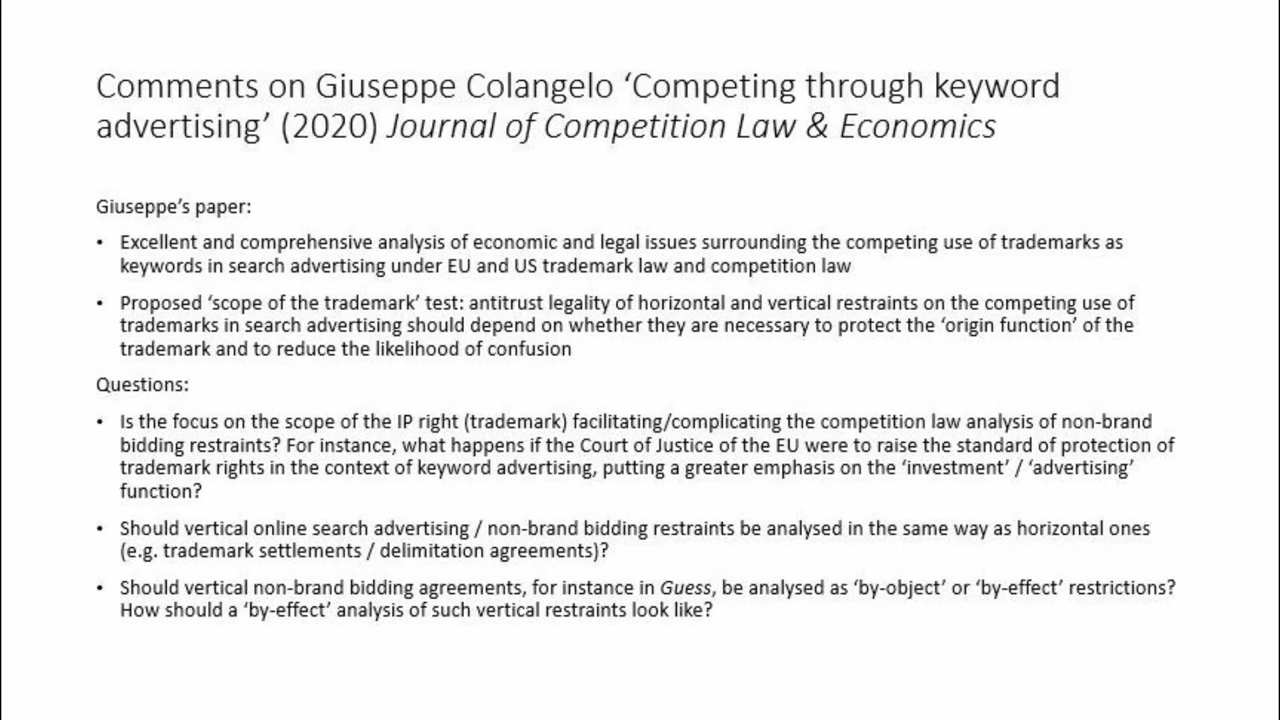 Comments on Giuseppe Colangelo ‘Competing through keyword
advertising’ (2020) Journal of Competition Law & Economics
Giuseppe’s paper:
• Excellent and comprehensive analysis of economic and legal issues surrounding the competing use of trademarks as
keywords in search advertising under EU and US trademark law and competition law
• Proposed ‘scope of the trademark’ test: antitrust legality of horizontal and vertical restraints on the competing use of
trademarks in search advertising should depend on whether they are necessary to protect the ‘origin function’ of the
trademark and to reduce the likelihood of confusion
Questions:
• Is the focus on the scope of the IP right (trademark) facilitating/complicating the competition law analysis of non-brand
bidding restraints? For instance, what happens if the Court of Justice of the EU were to raise the standard of protection of
trademark rights in the context of keyword advertising, putting a greater emphasis on the ‘investment’ / ‘advertising’
function?
• Should vertical online search advertising / non-brand bidding restraints be analysed in the same way as horizontal ones
(e.g. trademark settlements / delimitation agreements)?
• Should vertical non-brand bidding agreements, for instance in Guess, be analysed as ‘by-object’ or ‘by-effect’ restrictions?
How should a ‘by-effect’ analysis of such vertical restraints look like?